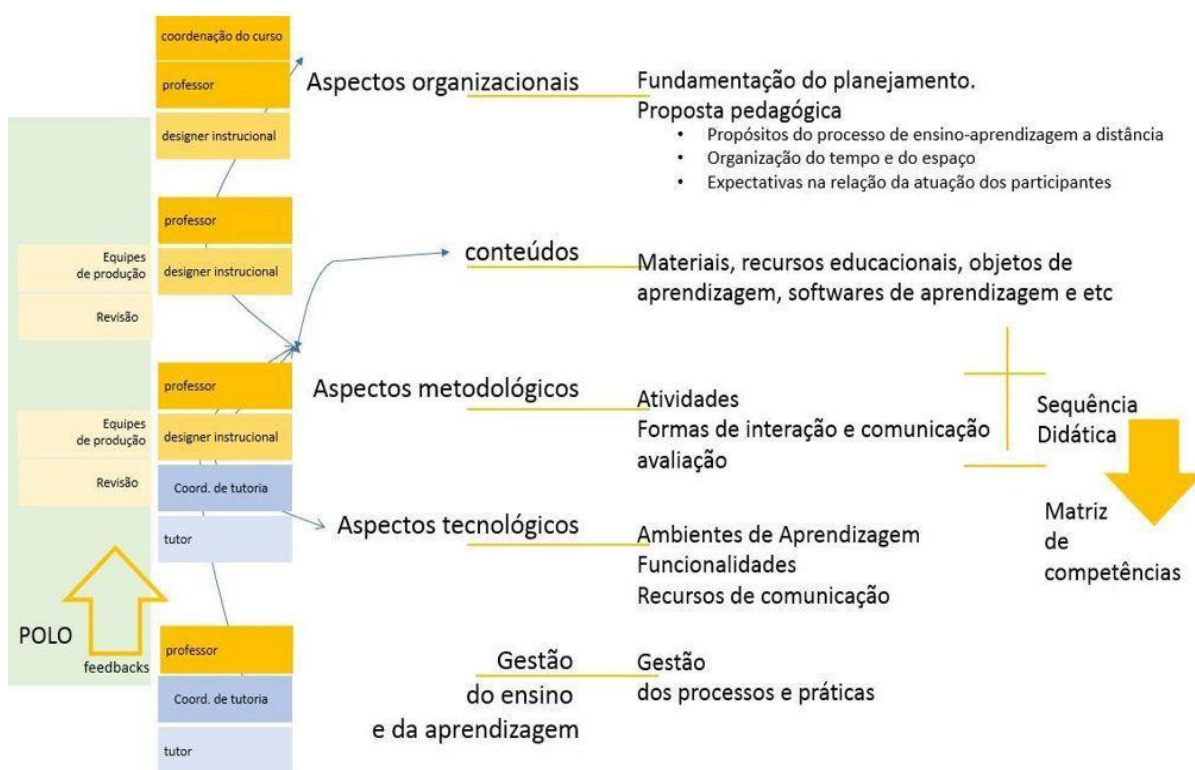 coordenação do curso
professor
designer instrucional
Aspectos organizacionais
Fundamentação do planejamento.
Proposta pedagógica
• Propósitos do processo de ensino-aprendizagem a distância
• Organização do tempo e do espaço
• Expectativas na relação da atuação dos participantes
professor
Equipes
de produção
designer instrucional
Revisão
conteúdos
Materiais, recursos educacionais, objetos de
aprendizagem, softwares de aprendizagem e etc
professor
Equipes
de produção
designer instrucional
Revisão
Coord. de tutoria
tutor
Aspectos metodológicos
Atividades
Formas de interação e comunicação
avaliação
Sequência
Didática
Matriz
de
competências
Aspectos tecnológicos
Ambientes de Aprendizagem
Funcionalidades
Recursos de comunicação
POLO
feedbacks
professor
Coord. de tutoria
tutor
Gestão
do ensino
e da aprendizagem
Gestão
dos processos e práticas